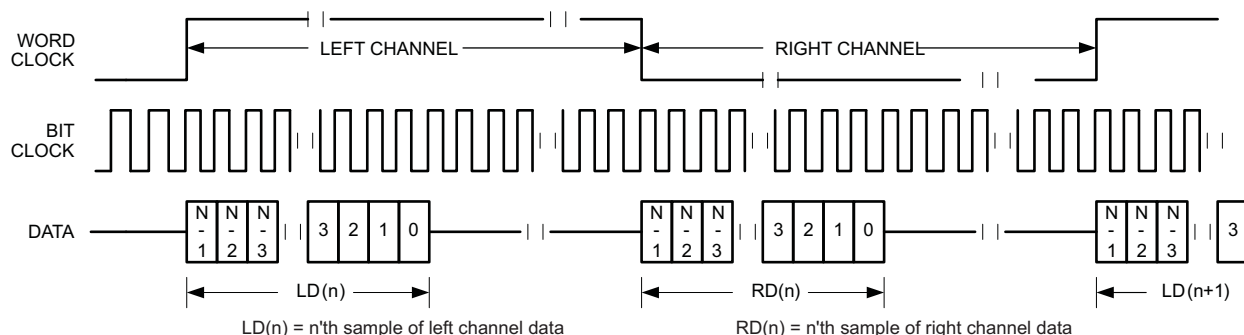 WORD
CLOCK
LEFT CHANNEL
RIGHT CHANNEL
BIT
CLOCK
DATA
N
-
1
N
-
2
N
-
3
3
2
1
0
N
-
1
N
-
2
N
-
3
3
2
1
0
N
-
1
N
-
2
N
-
3
3
LD(n)
RD(n)
LD(n+1)
LD(n) = n'th sample of left channel data
RD(n) = n'th sample of right channel data